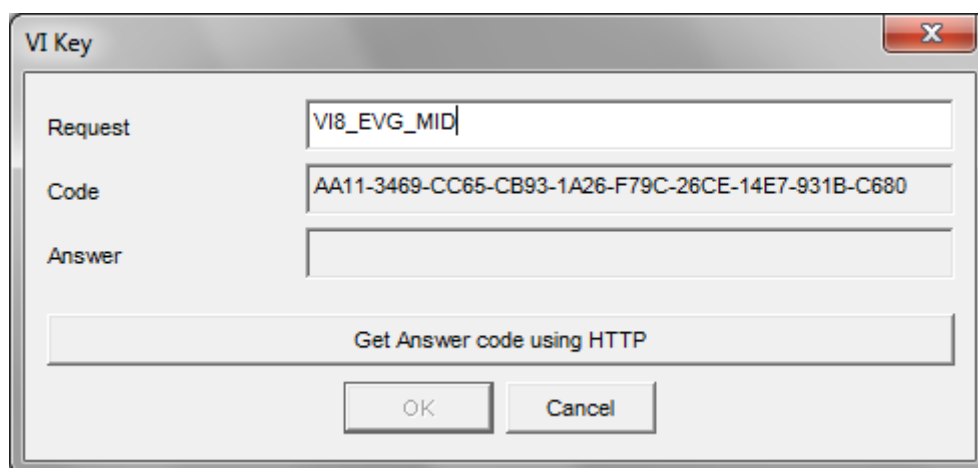 VI Key
Request VI8_EVG_MID
Code AA11-3469-CC65-CB93-1A26-F79C-26CE-14E7-931B-C680
Answer
Get Answer code using HTTP
OK Cancel